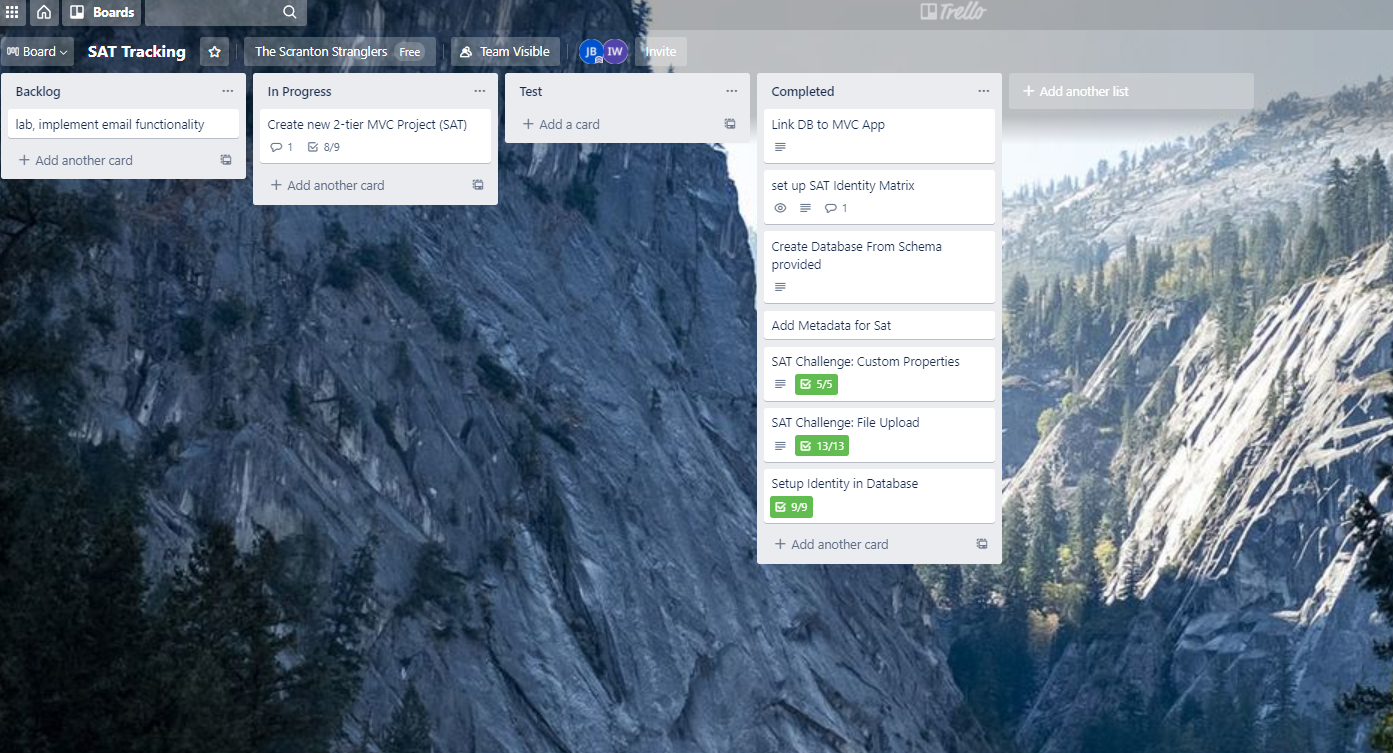 Boards
Trello
Board
SAT Tracking
The Scranton Stranglers
Free
Team Visible
JB
IW
Invite
Backlog
lab, implement email functionality
+ Add another card
In Progress
Create new 2-tier MVC Project (SAT)
1
8/9
+ Add another card
Test
+ Add a card
Completed
Link DB to MVC App
set up SAT Identity Matrix
1
Create Database From Schema
provided
Add Metadata for Sat
SAT Challenge: Custom Properties
5/5
SAT Challenge: File Upload
13/13
Setup Identity in Database
9/9
+ Add another card
+ Add another list